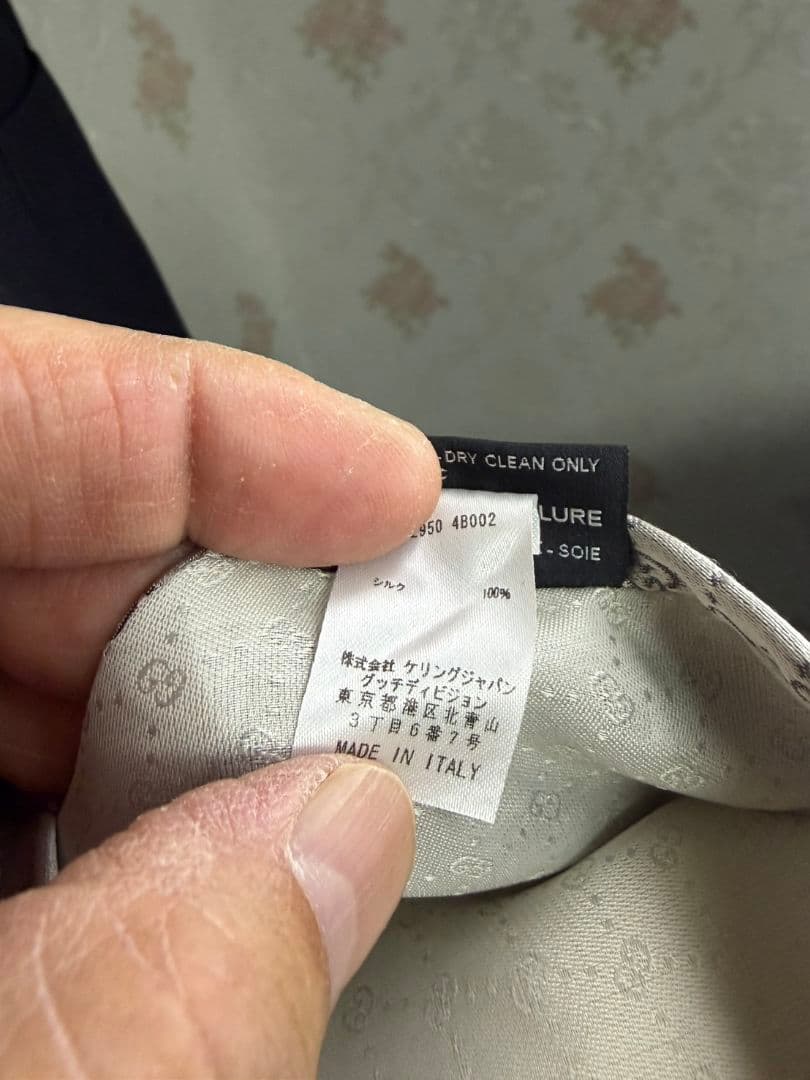 DRY CLEAN ONLY
LURE
- SOIE
950 4B002
シルク 100%
株式会社 ケリングジャパン
グッチディビジョン
東京都港区北青山
3丁目6番7号
MADE IN ITALY